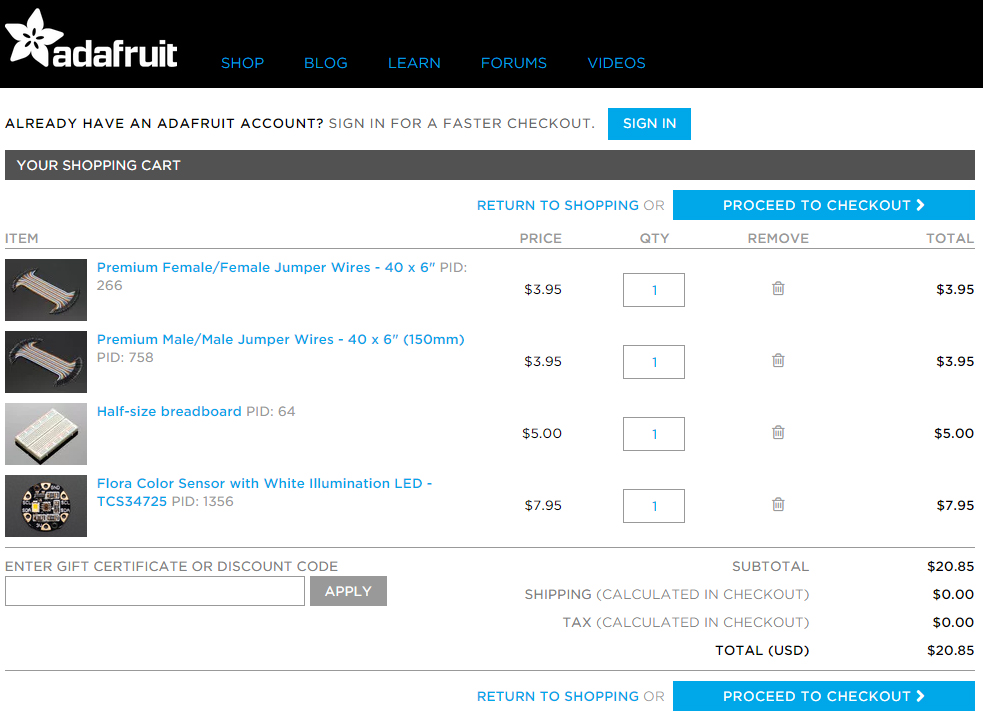 adafruit
SHOP BLOG LEARN FORUMS VIDEOS
ALREADY HAVE AN ADAFRUIT ACCOUNT? SIGN IN FOR A FASTER CHECKOUT. SIGN IN
YOUR SHOPPING CART
RETURN TO SHOPPING OR PROCEED TO CHECKOUT
ITEM PRICE QTY REMOVE TOTAL
Premium Female/Female Jumper Wires - 40 x 6" PID:
266
$3.95 1 $3.95
Premium Male/Male Jumper Wires - 40 x 6" (150mm)
PID: 758
$3.95 1 $3.95
Half-size breadboard PID: 64
$5.00 1 $5.00
Flora Color Sensor with White Illumination LED -
TCS34725 PID: 1356
$7.95 1 $7.95
ENTER GIFT CERTIFICATE OR DISCOUNT CODE
APPLY
SUBTOTAL $20.85
SHIPPING (CALCULATED IN CHECKOUT) $0.00
TAX (CALCULATED IN CHECKOUT) $0.00
TOTAL (USD) $20.85
RETURN TO SHOPPING OR PROCEED TO CHECKOUT